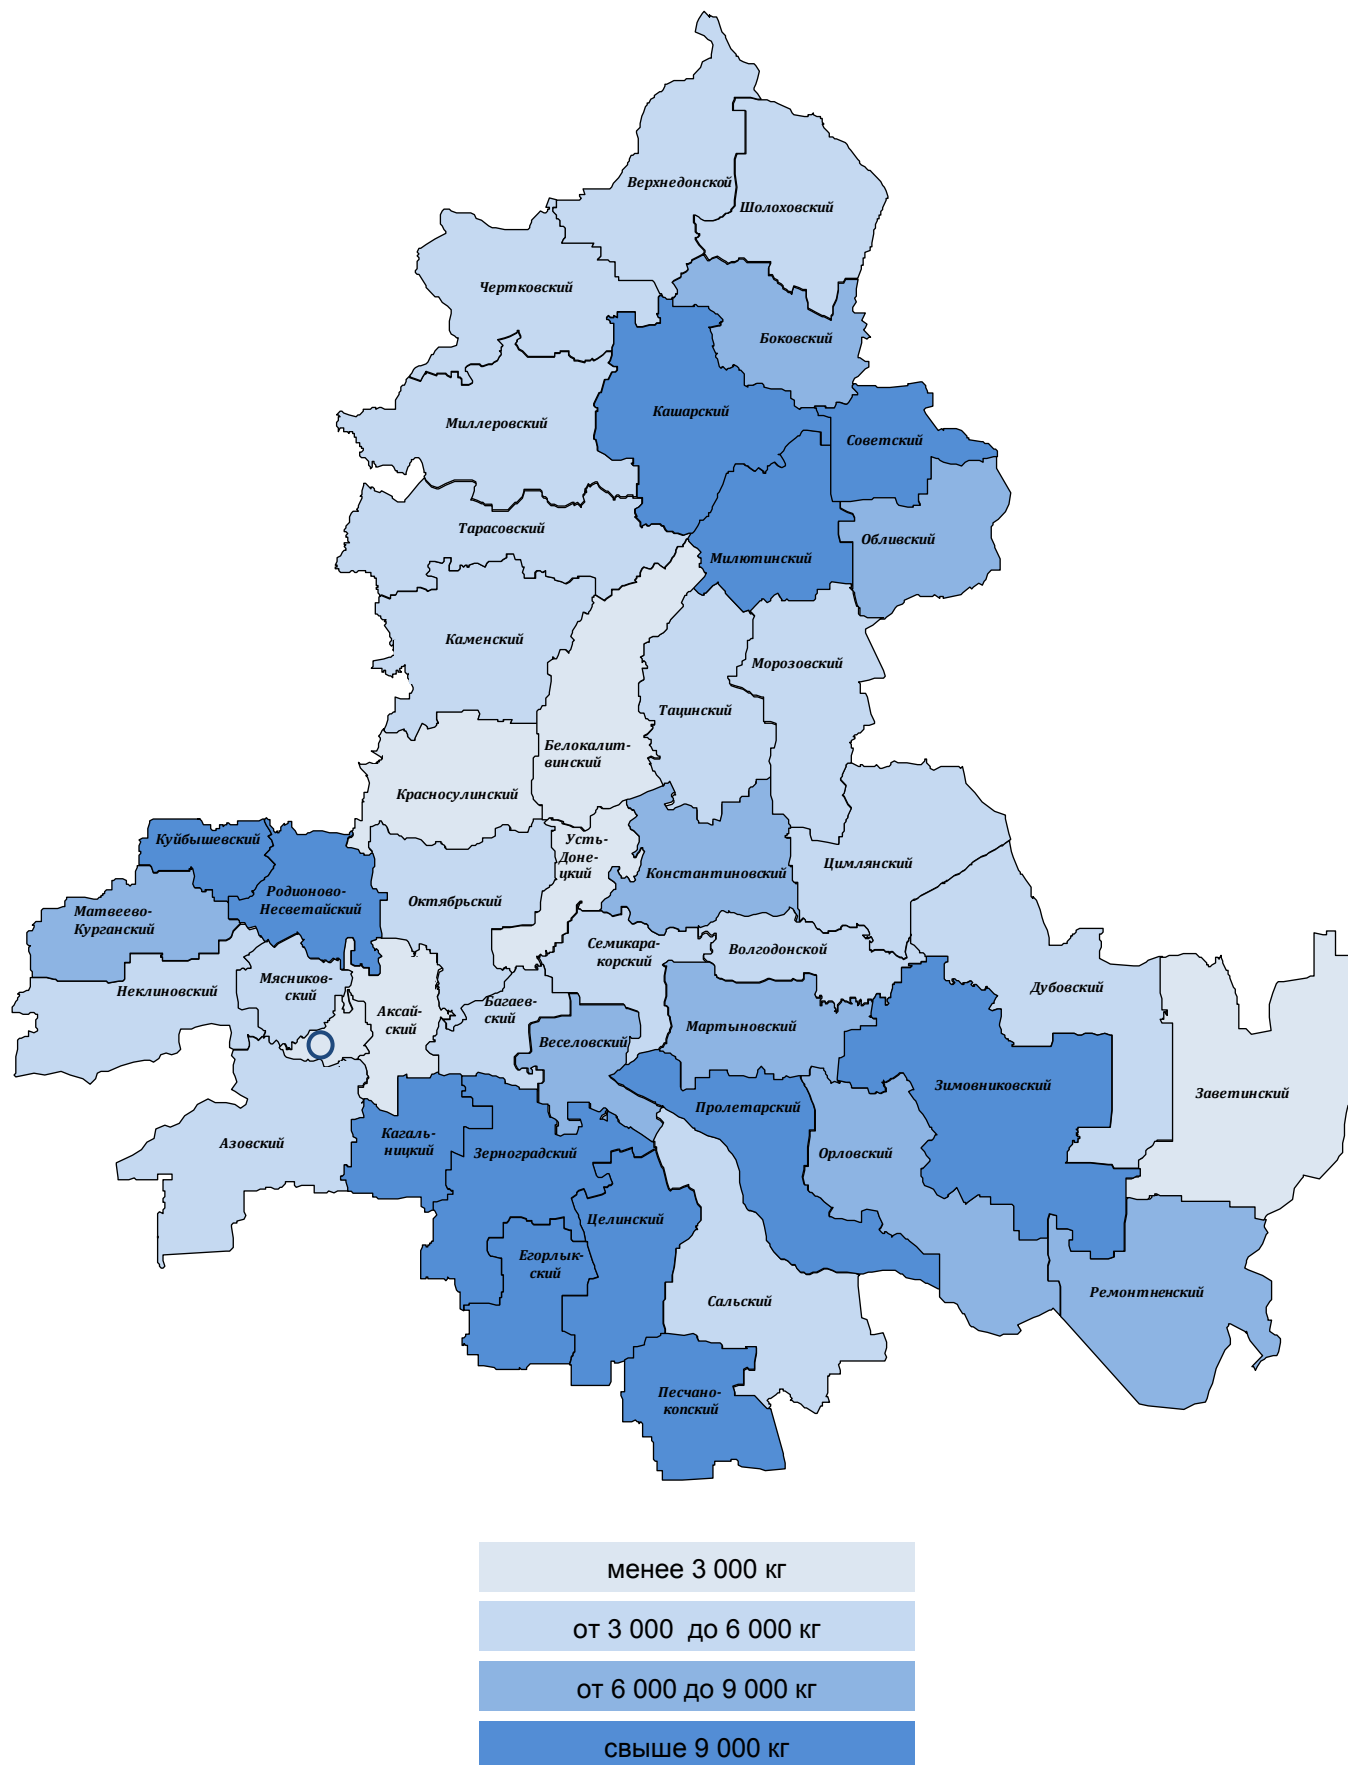 Верхнедонской
Шолоховский
Чертковский
Боковский
Миллеровский
Кашарский
Советский
Тарасовский
Милютинский
Обливский
Каменский
Морозовский
Тацинский
Белокалит-
винский
Красносулинский
Куйбышевский
Усть-
Доне-
цкий
Константиновский
Цимлянский
Родионово-
Несветайский
Октябрьский
Матвеево-
Курганский
Семикара-
корский
Волгодонской
Неклиновский
Мясников-
ский
Аксай-
ский
Багаев-
ский
Дубовский
Веселовский
Мартыновский
Зимовниковский
Заветинский
Азовский
Кагаль-
ницкий
Зерноградский
Пролетарский
Орловский
Целинский
Егорлык-
ский
Сальский
Ремонтненский
Песчано-
копский
менее 3 000 кг
от 3 000 до 6 000 кг
от 6 000 до 9 000 кг
свыше 9 000 кг